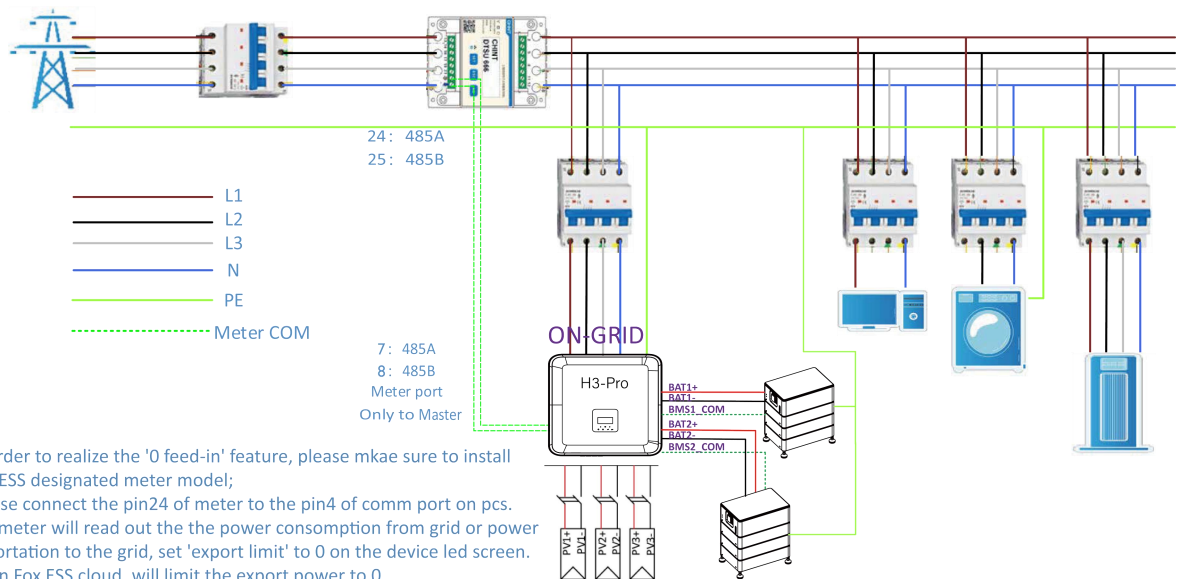 CHINT
DTSU 666
24: 485A
25: 485B
L1
L2
L3
N
PE
Meter COM
7: 485A
8: 485B
Meter port
Only to Master
ON-GRID
H3-Pro
BAT1+
BAT1-
BMS1_COM
BAT2+
BAT2-
BMS2_COM
PV1+
PV1-
PV2+
PV2-
PV3+
PV3-
rder to realize the '0 feed-in' feature, please mkae sure to install
ESS designated meter model;
se connect the pin24 of meter to the pin4 of comm port on pcs.
meter will read out the the power consomption from grid or power
ortation to the grid, set 'export limit' to 0 on the device led screen.
n Fox ESS cloud, will limit the export power to 0